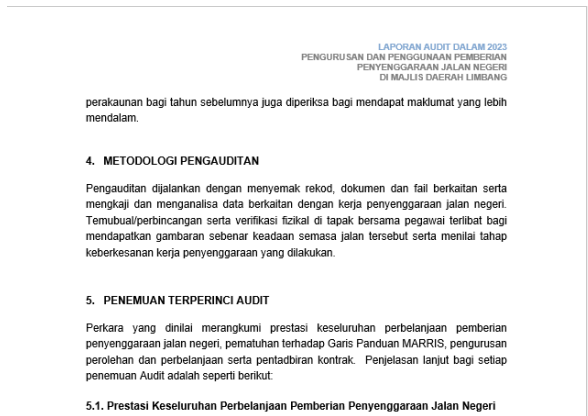 LAPORAN AUDIT DALAM 2023
PENGURUSAN DAN PENGGUNAAN PEMBERIAN
PENYENGGARAAN JALAN NEGERI
DI MAJLIS DAERAH LIMBANG
perakaunan bagi tahun sebelumnya juga diperiksa bagi mendapat maklumat yang lebih
mendalam.
4. METODOLOGI PENGAUDITAN
Pengauditan dijalankan dengan menyemak rekod, dokumen dan fail berkaitan serta
mengkaji dan menganalisa data berkaitan dengan kerja penyenggaraan jalan negeri.
Temubual/perbincangan serta verifikasi fizikal di tapak bersama pegawai terlibat bagi
mendapatkan gambaran sebenar keadaan semasa jalan tersebut serta menilai tahap
keberkesanan kerja penyenggaraan yang dilakukan.
5. PENEMUAN TERPERINCI AUDIT
Perkara yang dinilai merangkumi prestasi keseluruhan perbelanjaan pemberian
penyenggaraan jalan negeri, pematuhan terhadap Garis Panduan MARRIS, pengurusan
perolehan dan perbelanjaan serta pentadbiran kontrak. Penjelasan lanjut bagi setiap
penemuan Audit adalah seperti berikut:
5.1. Prestasi Keseluruhan Perbelanjaan Pemberian Penyenggaraan Jalan Negeri